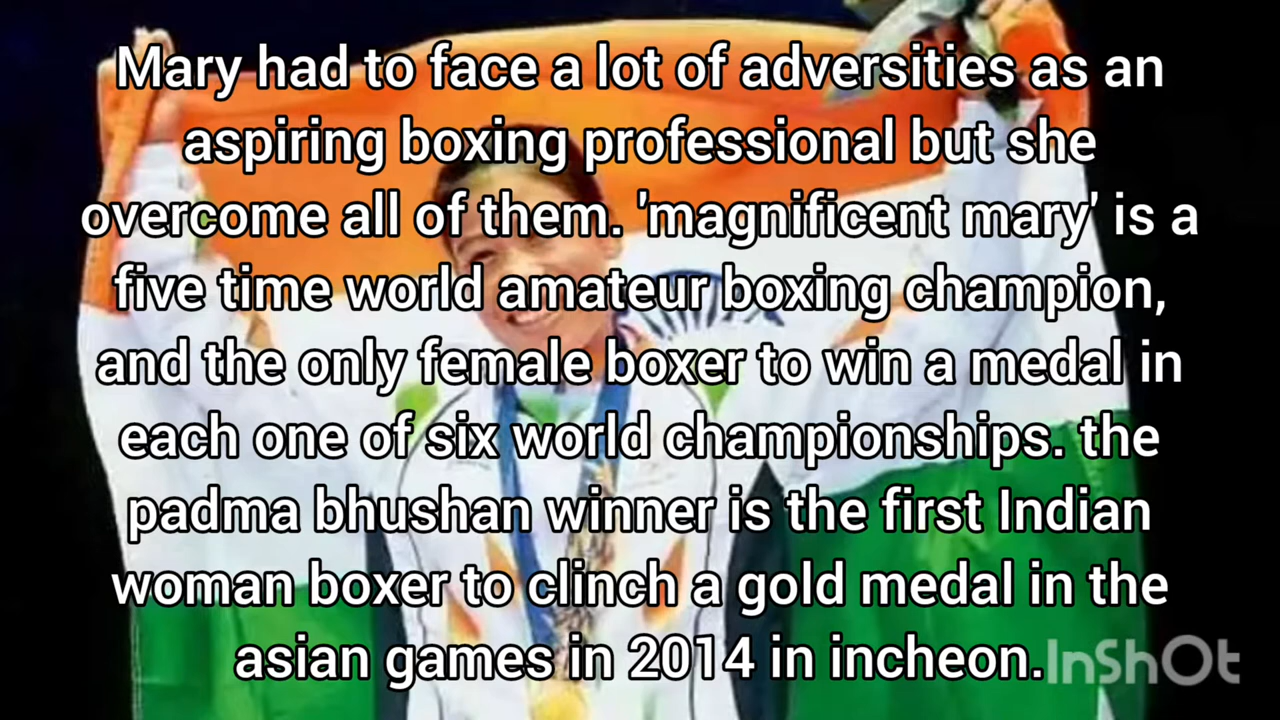 Mary had to face a lot of adversities as an
aspiring boxing professional but she
overcome all of them. 'magnificent mary' is a
five time world amateur boxing champion,
and the only female boxer to win a medal in
each one of six world championships. the
padma bhushan winner is the first Indian
woman boxer to clinch a gold medal in the
asian games in 2014 in incheon.
InShOt